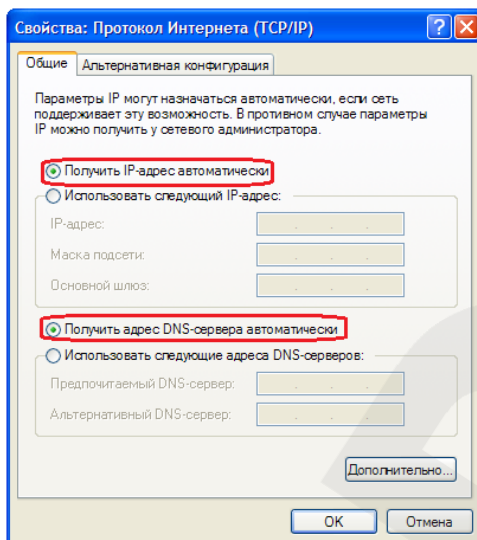 Свойства: Протокол Интернета (TCP/IP)
Общие
Альтернативная конфигурация
Параметры IP могут назначаться автоматически, если сеть
поддерживает эту возможность. В противном случае параметры
IP можно получить у сетевого администратора.
Получить IP-адрес автоматически
Использовать следующий IP-адрес:
IP-адрес:
Маска подсети:
Основной шлюз:
Получить адрес DNS-сервера автоматически
Использовать следующие адреса DNS-серверов:
Предпочитаемый DNS-сервер:
Альтернативный DNS-сервер:
Дополнительно...
OK
Отмена